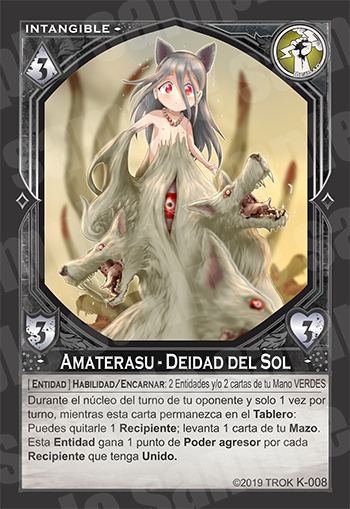 INTANGIBLE
3
3
3
AMATERASU - DEIDAD DEL SOL
[ ENTIDAD ] HABILIDAD/ENCARNAR: 2 Entidades y/o 2 cartas de tu Mano VERDES
Durante el núcleo del turno de tu oponente y solo 1 vez por
turno, mientras esta carta permanezca en el Tablero:
Puedes quitarle 1 Recipiente; levanta 1 carta de tu Mazo.
Esta Entidad gana 1 punto de Poder agresor por cada
Recipiente que tenga Unido.
©2019 TROK K-008